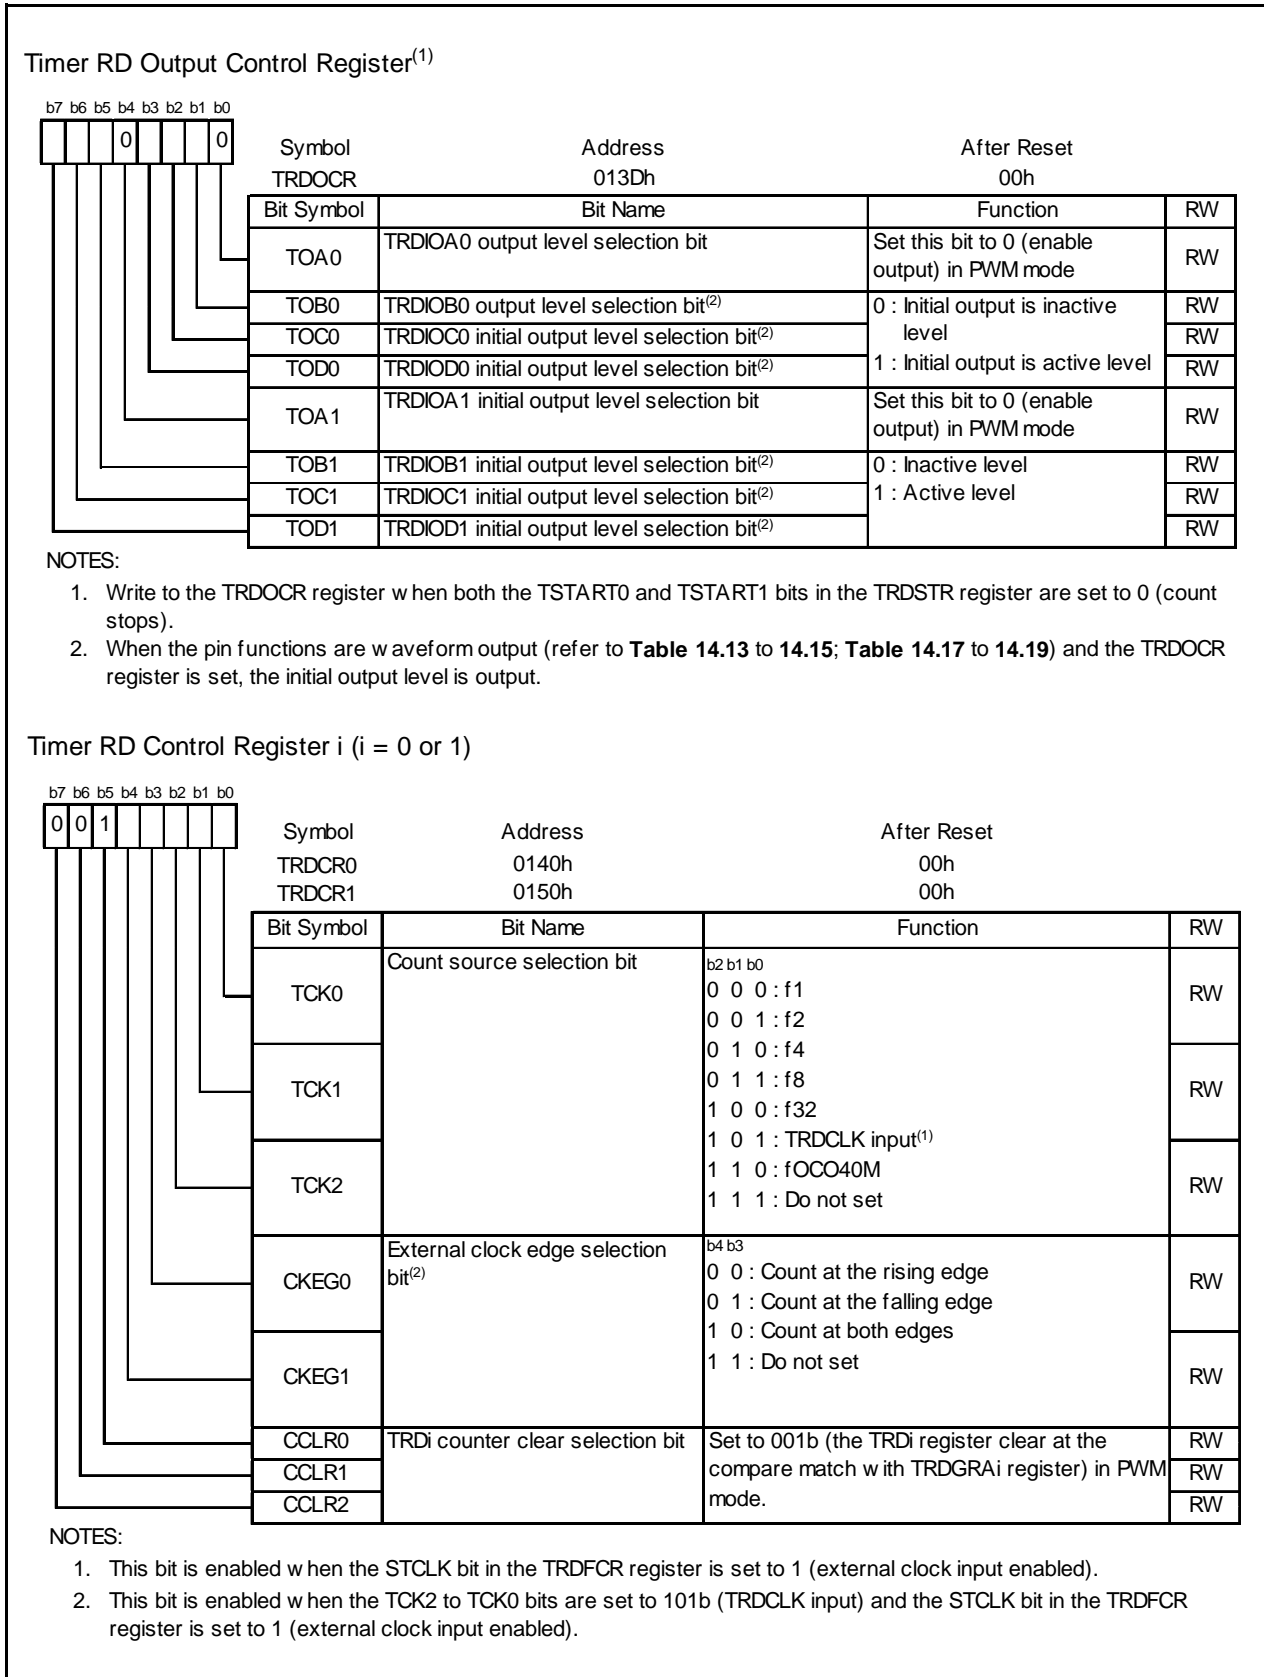 Timer RD Output Control Register(1)
b7 b6 b5 b4 b3 b2 b1 b0
0 0
Symbol Address After Reset
TRDOCR 013Dh 00h
Bit Symbol Bit Name Function RW
TOA0 TRDIOA0 output level selection bit Set this bit to 0 (enable output) in PWM mode RW
TOB0 TRDIOB0 output level selection bit(2) 0 : Initial output is inactive level RW
TOC0 TRDIOC0 initial output level selection bit(2) RW
TOD0 TRDIOD0 initial output level selection bit(2) 1 : Initial output is active level RW
TOA1 TRDIOA1 initial output level selection bit Set this bit to 0 (enable output) in PWM mode RW
TOB1 TRDIOB1 initial output level selection bit(2) 0 : Inactive level RW
TOC1 TRDIOC1 initial output level selection bit(2) 1 : Active level RW
TOD1 TRDIOD1 initial output level selection bit(2) RW
NOTES:
1. Write to the TRDOCR register when both the TSTART0 and TSTART1 bits in the TRDSTR register are set to 0 (count
stops).
2. When the pin functions are waveform output (refer to Table 14.13 to 14.15; Table 14.17 to 14.19) and the TRDOCR
register is set, the initial output level is output.
Timer RD Control Register i (i = 0 or 1)
b7 b6 b5 b4 b3 b2 b1 b0
0 0 1
Symbol Address After Reset
TRDCR0 0140h 00h
TRDCR1 0150h 00h
Bit Symbol Bit Name Function RW
TCK0 Count source selection bit b2 b1 b0 RW
0 0 0 : f1
0 0 1 : f2
0 1 0 : f4
TCK1 0 1 1 : f8 RW
1 0 0 : f32
1 0 1 : TRDCLK input(1)
TCK2 1 1 0 : fOCO40M RW
1 1 1 : Do not set
CKEG0 External clock edge selection bit(2) b4 b3 RW
0 0 : Count at the rising edge
0 1 : Count at the falling edge
1 0 : Count at both edges
CKEG1 1 1 : Do not set RW
CCLR0 TRDi counter clear selection bit Set to 001b (the TRDi register clear at the RW
CCLR1 compare match with TRDGRAi register) in PWM RW
CCLR2 mode. RW
NOTES:
1. This bit is enabled when the STCLK bit in the TRDFCR register is set to 1 (external clock input enabled).
2. This bit is enabled when the TCK2 to TCK0 bits are set to 101b (TRDCLK input) and the STCLK bit in the TRDFCR
register is set to 1 (external clock input enabled).